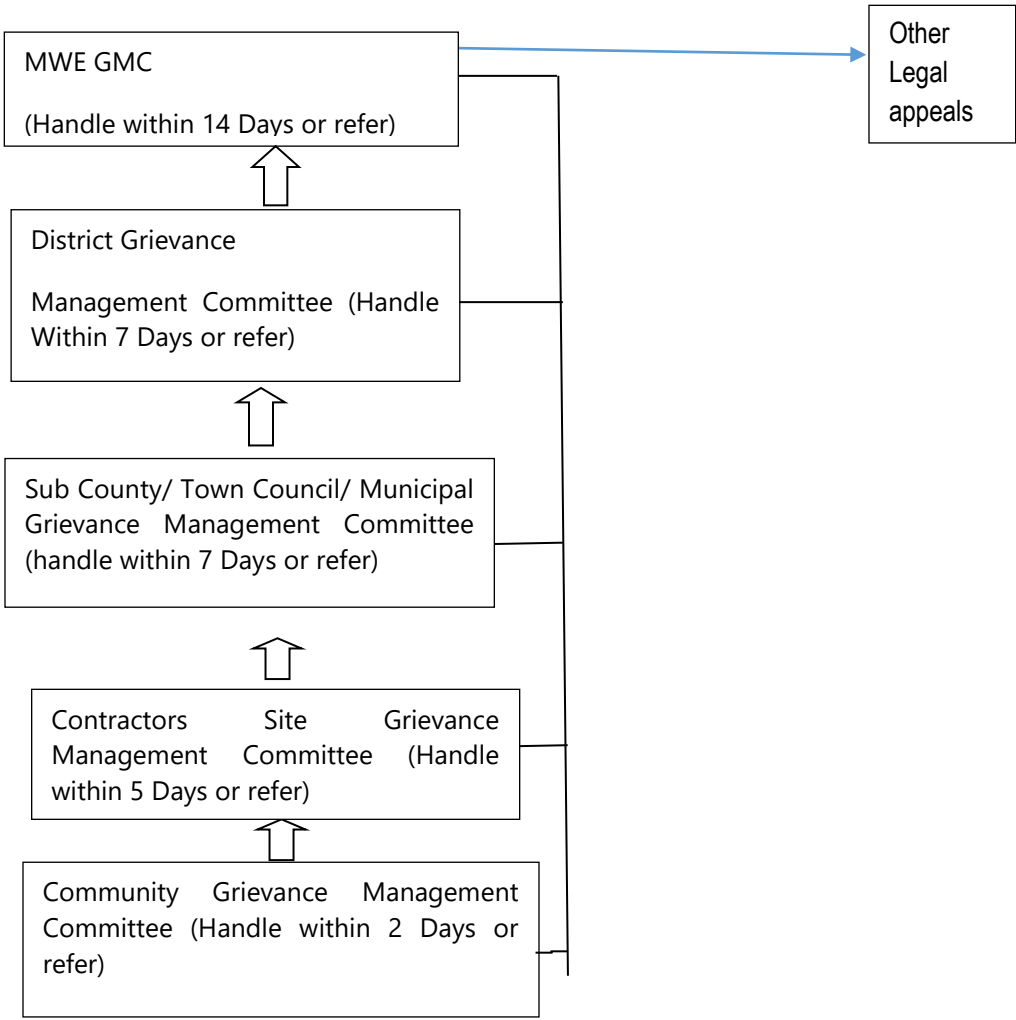 MWE GMC
(Handle within 14 Days or refer)
Other
Legal
appeals
District Grievance
Management Committee (Handle
Within 7 Days or refer)
Sub County/ Town Council/ Municipal
Grievance Management Committee
(handle within 7 Days or refer)
Contractors Site Grievance
Management Committee (Handle
within 5 Days or refer)
Community Grievance Management
Committee (Handle within 2 Days or
refer)